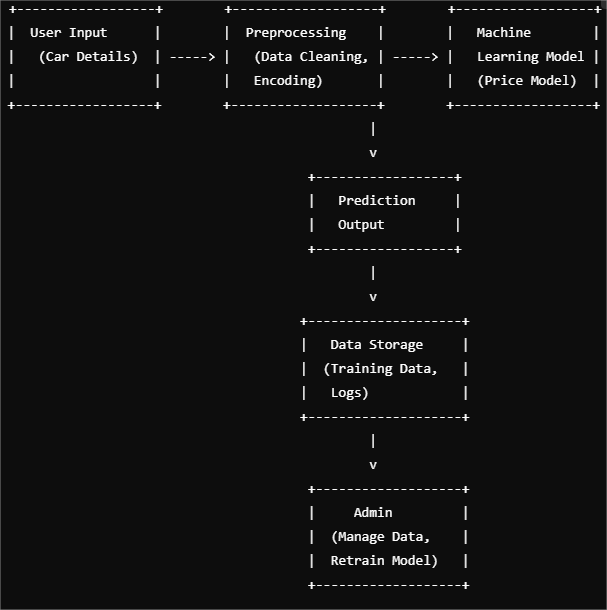 +------------------+        +-------------------+        +------------------+
|  User Input      |        |  Preprocessing    |        |   Machine        |
|   (Car Details)  | -----> |   (Data Cleaning, | -----> |   Learning Model |
|                  |        |   Encoding)       |        |   (Price Model)  |
+------------------+        +-------------------+        +------------------+
                                               |
                                               v
                                       +------------------+
                                       |   Prediction     |
                                       |   Output         |
                                       +------------------+
                                               |
                                               v
                                      +--------------------+
                                      |   Data Storage     |
                                      |  (Training Data,   |
                                      |   Logs)            |
                                      +--------------------+
                                               |
                                               v
                                       +-------------------+
                                       |     Admin         |
                                       |  (Manage Data,    |
                                       |  Retrain Model)   |
                                       +-------------------+